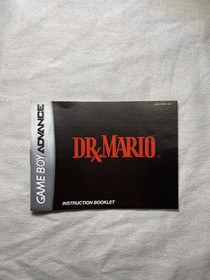 GAME BOY ADVANCE
DR. MARIO
INSTRUCTION BOOKLET